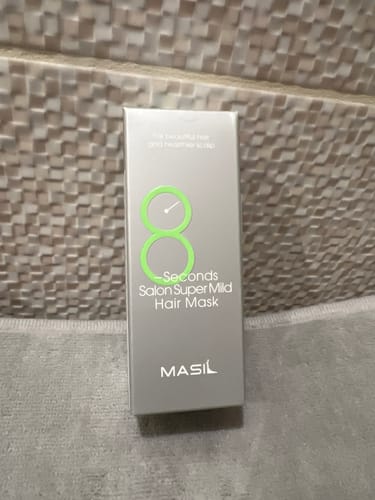 For beautiful hair
and healthier scalp
8
-Seconds
Salon Super Mild
Hair Mask
MASIL